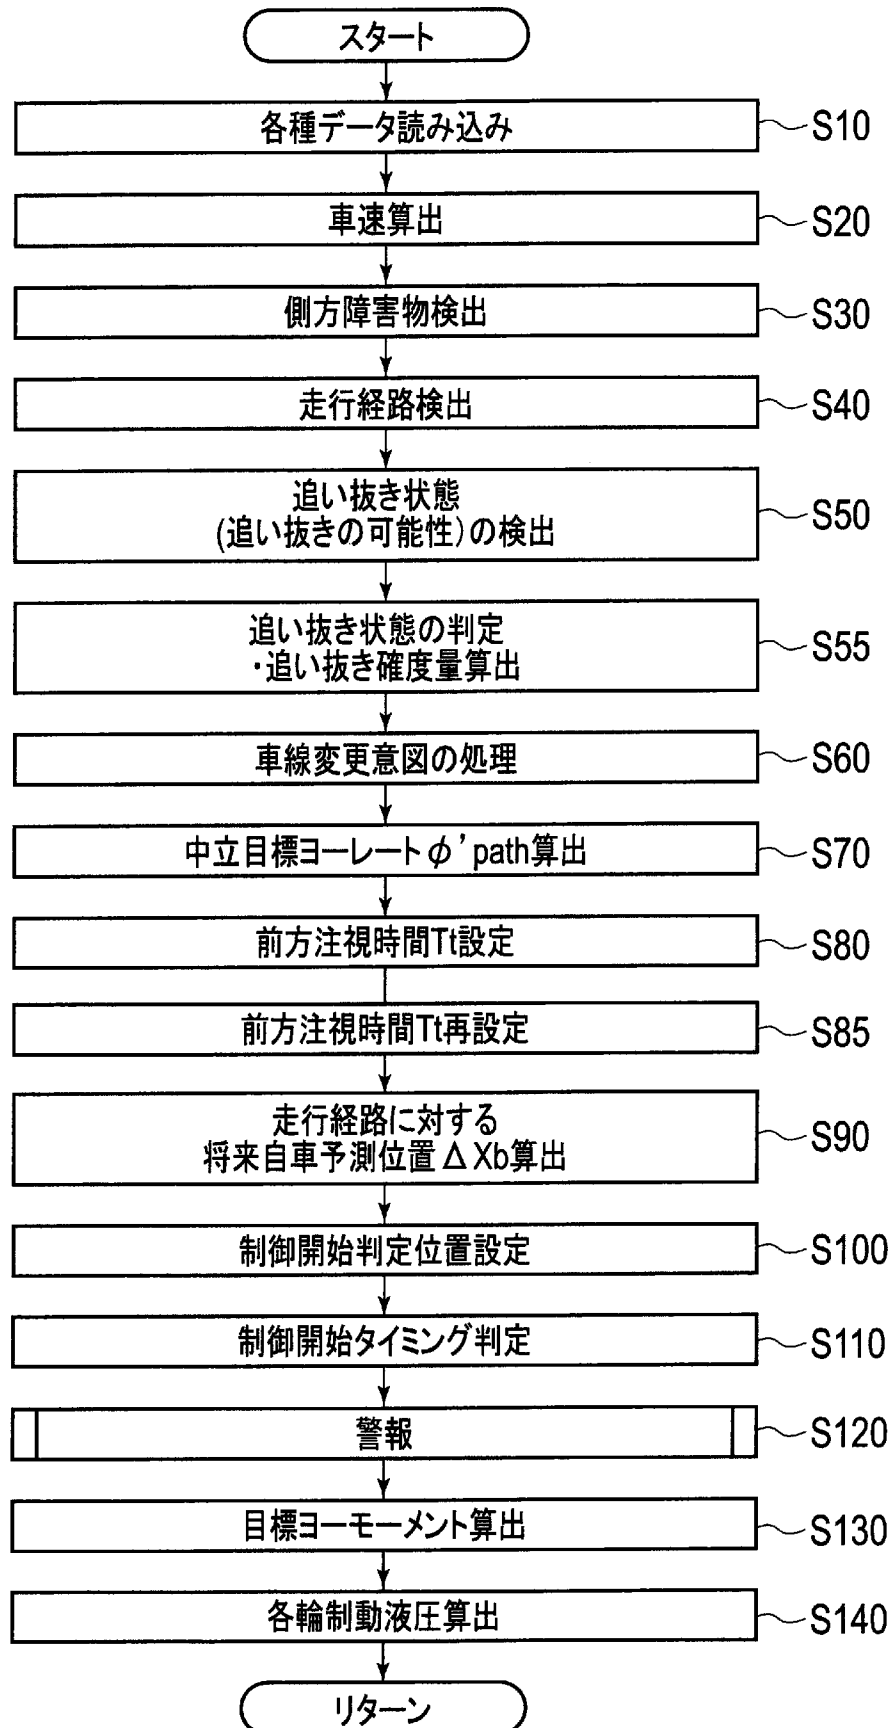 スタート
各種データ読み込み
S10
車速算出
S20
側方障害物検出
S30
走行経路検出
S40
追い抜き状態
(追い抜きの可能性)の検出
S50
追い抜き状態の判定
・追い抜き確度量算出
S55
車線変更意図の処理
S60
中立目標ヨーレートφ'path算出
S70
前方注視時間Tt設定
S80
前方注視時間Tt再設定
S85
走行経路に対する
将来自車予測位置ΔXb算出
S90
制御開始判定位置設定
S100
制御開始タイミング判定
S110
警報
S120
目標ヨーモーメント算出
S130
各輪制動液圧算出
S140
リターン